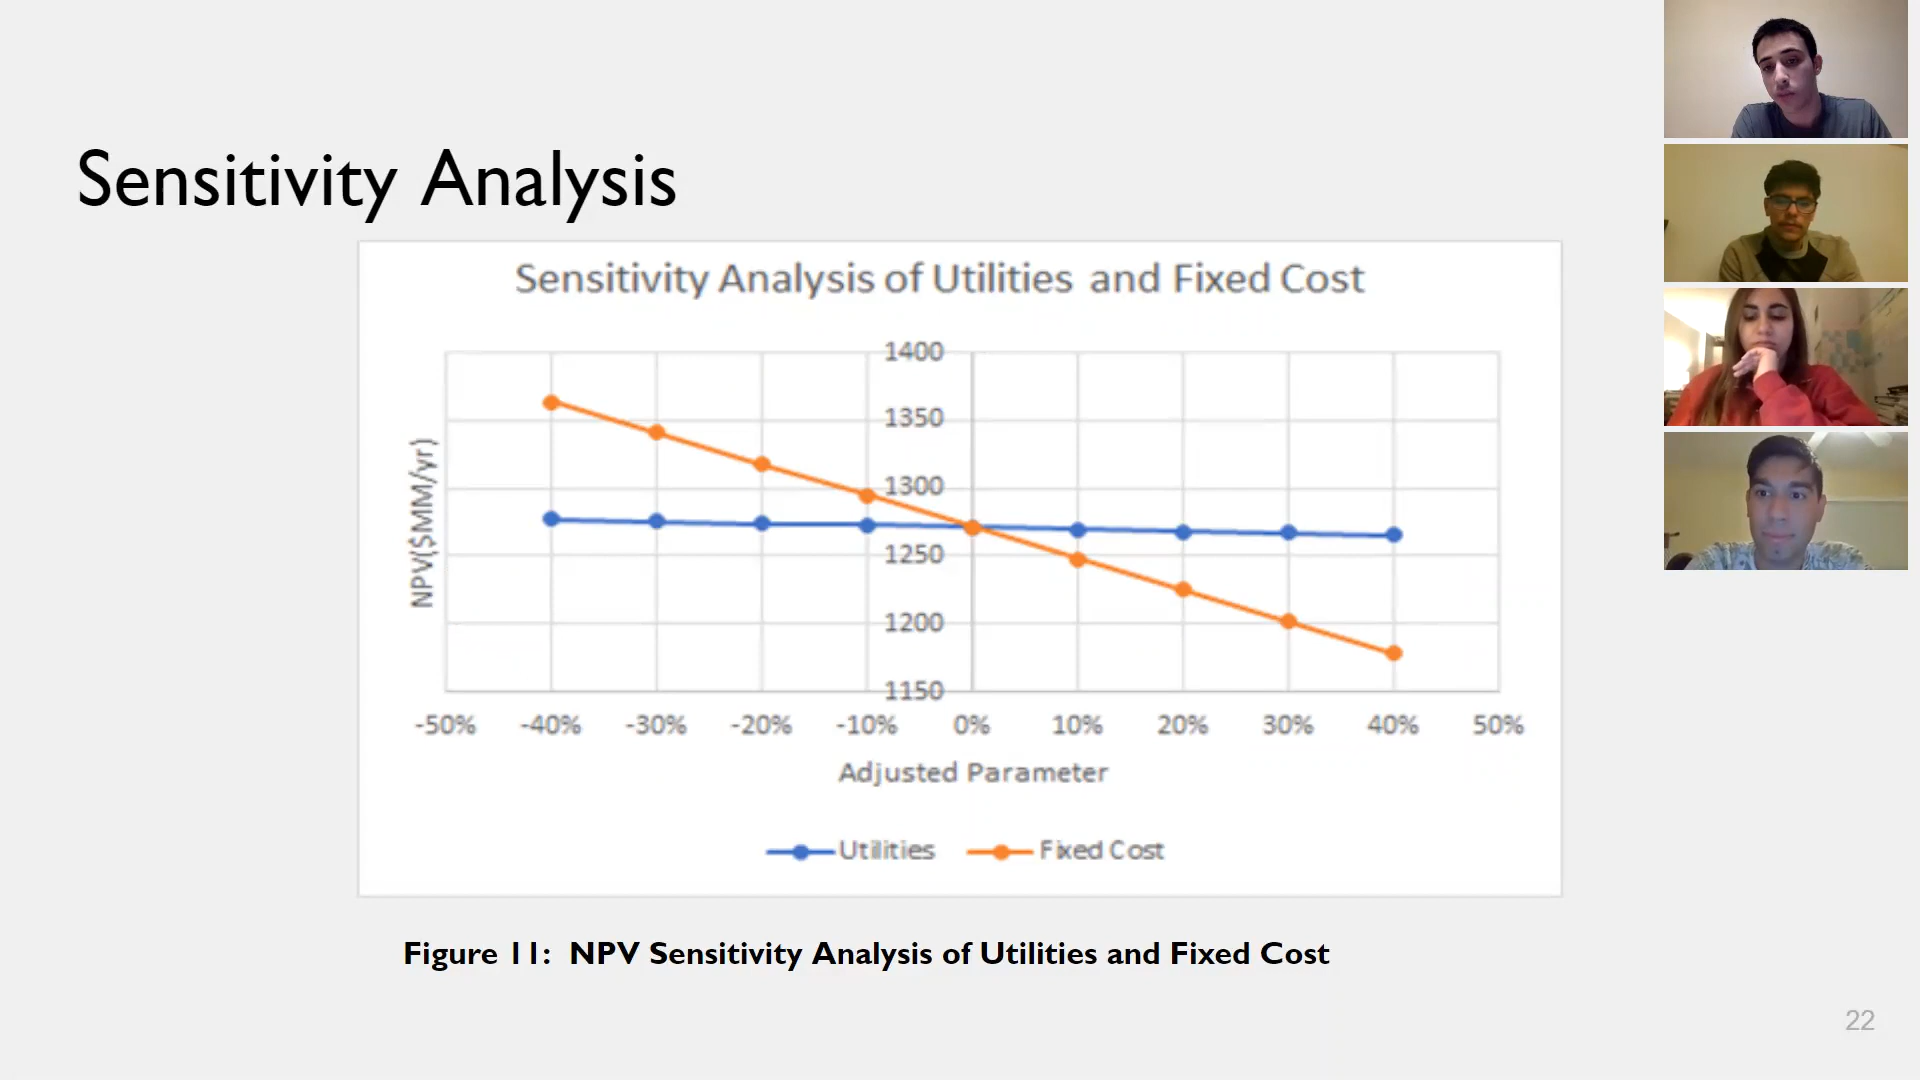 Sensitivity Analysis
Sensitivity Analysis of Utilities and Fixed Cost
1400
1350
1300
1250
1200
1150
NPV($MM/yr)
-50% -40% -30% -20% -10% 0% 10% 20% 30% 40% 50%
Adjusted Parameter
Utilities Fixed Cost
Figure 11: NPV Sensitivity Analysis of Utilities and Fixed Cost
22